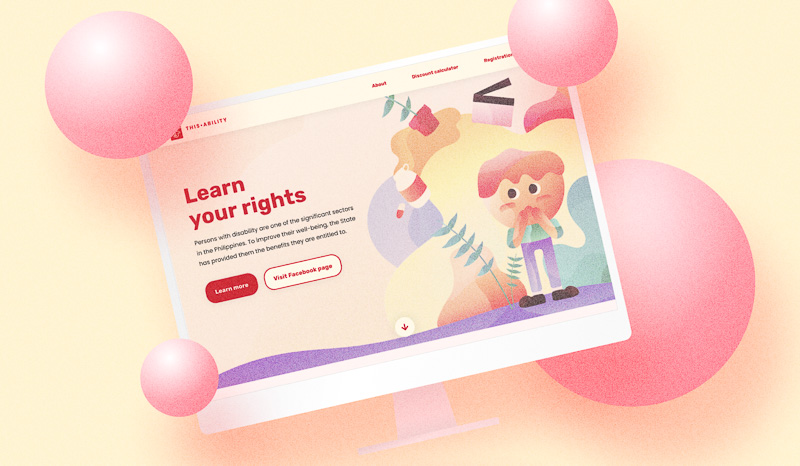 THIS•ABILITY
About
Discount calculator
Registration
Learn
your rights
Persons with disability are one of the significant sectors
in the Philippines. To improve their well-being, the State
has provided them the benefits they are entitled to.
Learn more
Visit Facebook page